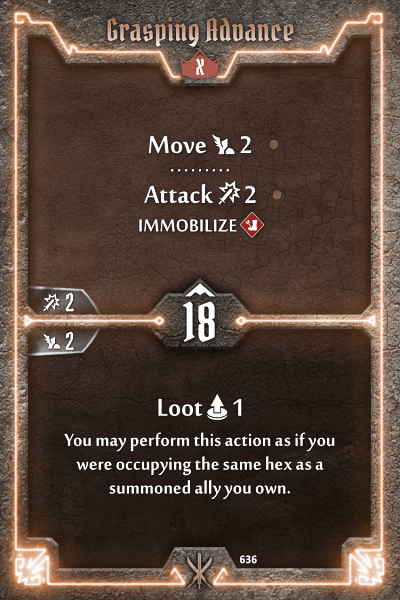 Grasping Advance
X
Move 2
Attack 2
IMMOBILIZE
2
18
2
Loot 1
You may perform this action as if you
were occupying the same hex as a
summoned ally you own.
636